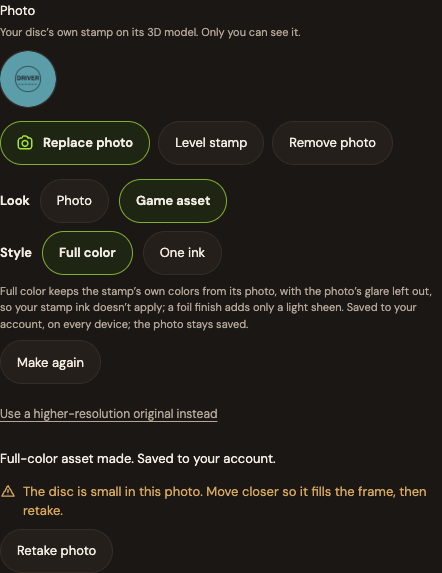 Photo
Your disc’s own stamp on its 3D model. Only you can see it.
DRIVER
Replace photo
Level stamp
Remove photo
Look
Photo
Game asset
Style
Full color
One ink
Full color keeps the stamp’s own colors from its photo, with the photo’s glare left out,
so your stamp ink doesn’t apply; a foil finish adds only a light sheen. Saved to your
account, on every device; the photo stays saved.
Make again
Use a higher-resolution original instead
Full-color asset made. Saved to your account.
The disc is small in this photo. Move closer so it fills the frame, then
retake.
Retake photo